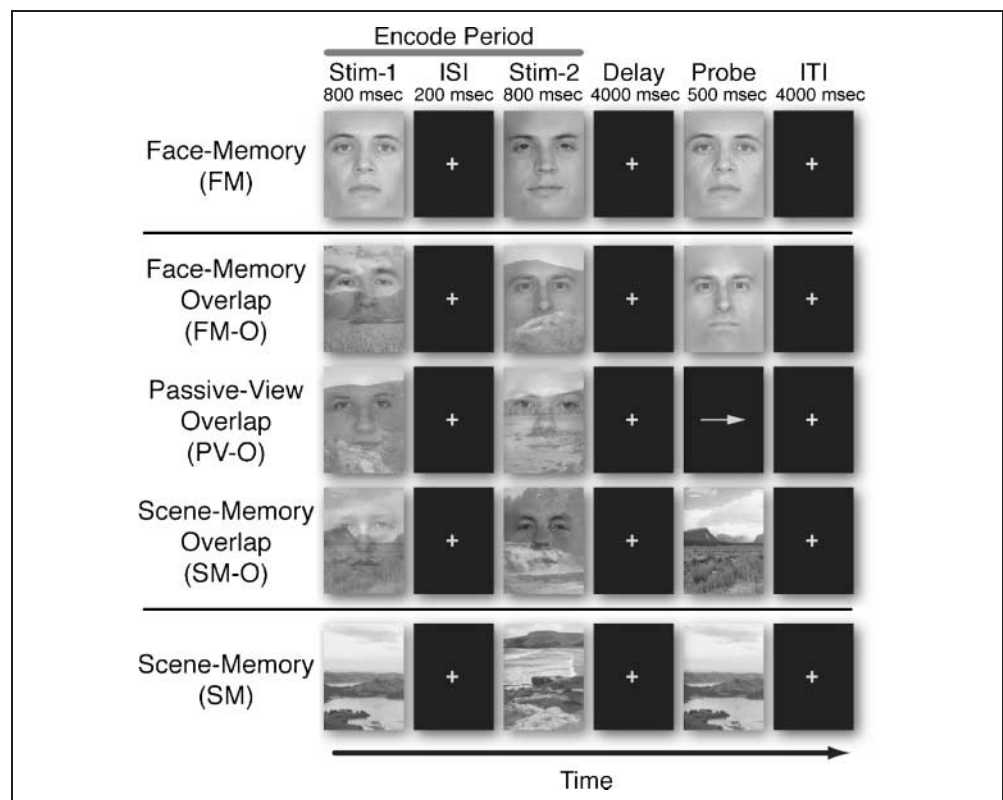 Encode Period
Stim-1 ISI Stim-2 Delay Probe ITI
800 msec 200 msec 800 msec 4000 msec 500 msec 4000 msec
Face-Memory
(FM)
Face-Memory
Overlap
(FM-O)
Passive-View
Overlap
(PV-O)
Scene-Memory
Overlap
(SM-O)
Scene-Memory
(SM)
Time